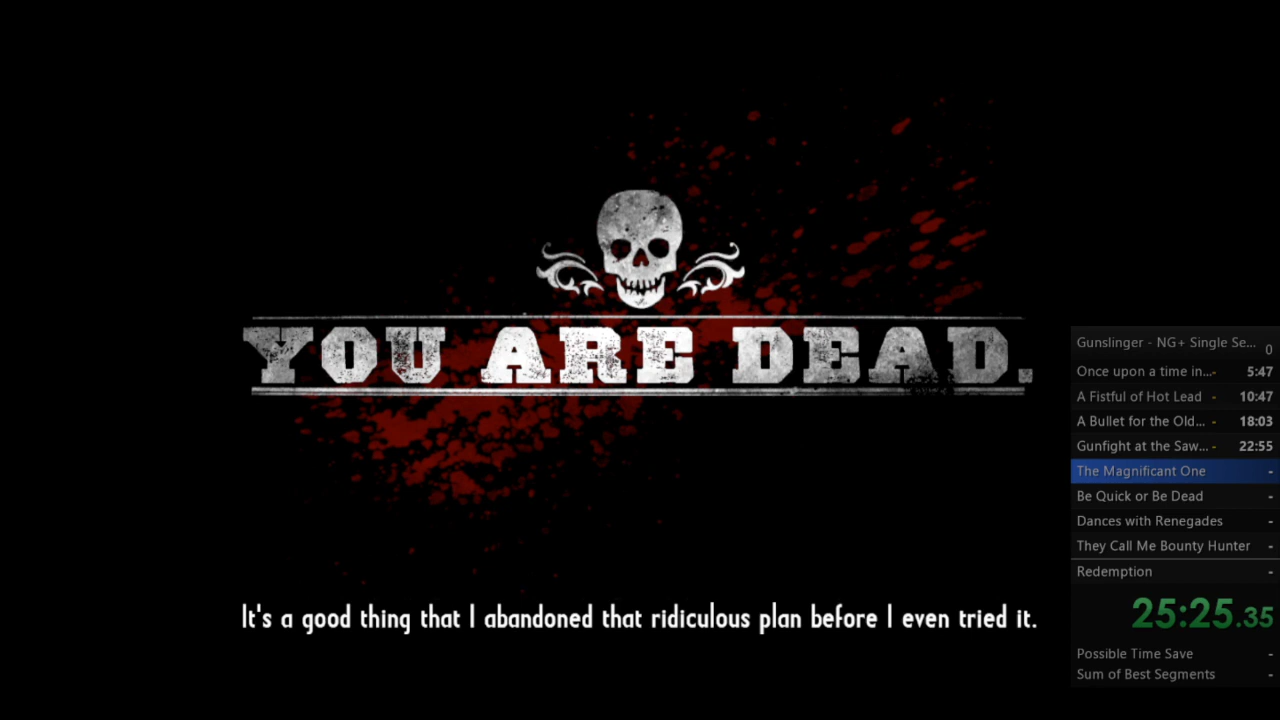 YOU ARE DEAD.
It's a good thing that I abandoned that ridiculous plan before I even tried it.
Gunslinger - NG+ Single Se... 0
Once upon a time in... - 5:47
A Fistful of Hot Lead - 10:47
A Bullet for the Old... - 18:03
Gunfight at the Saw... - 22:55
The Magnificant One -
Be Quick or Be Dead -
Dances with Renegades -
They Call Me Bounty Hunter -
Redemption -
25:25.35
Possible Time Save -
Sum of Best Segments -